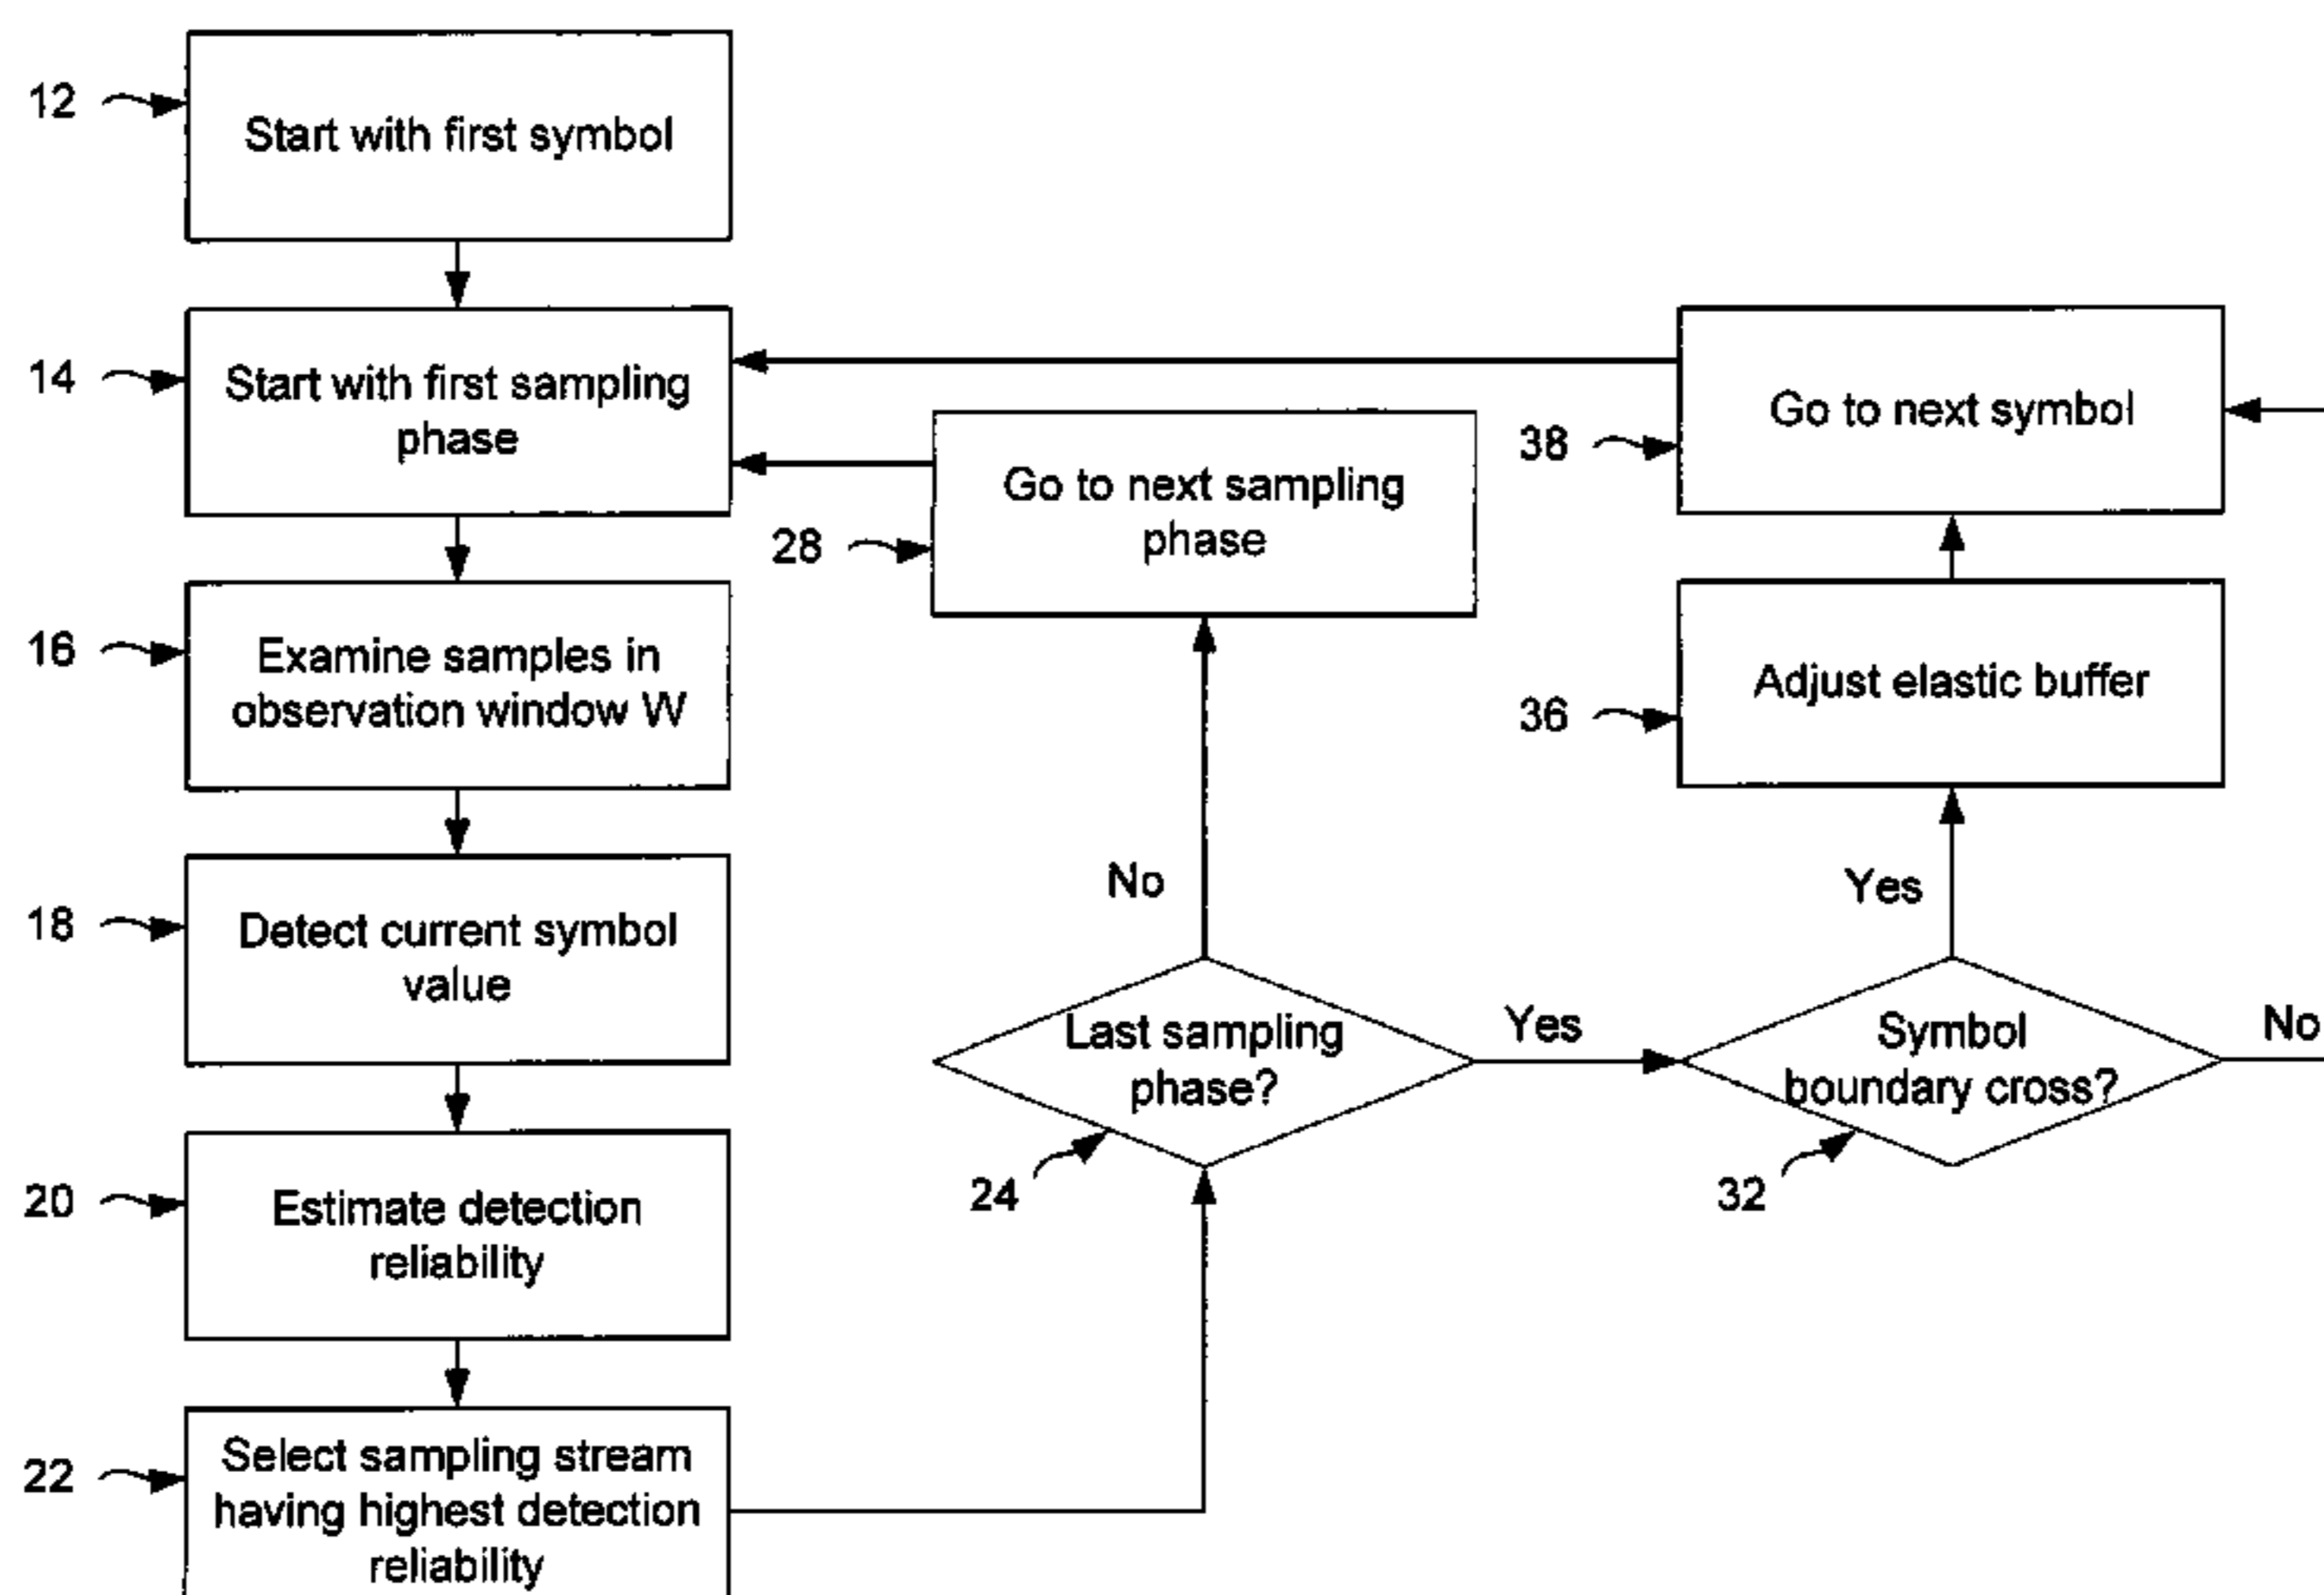 12
Start with first symbol
14
Start with first sampling
phase
38
Go to next symbol
28
Go to next sampling
phase
16
Examine samples in
observation window W
36
Adjust elastic buffer
18
Detect current symbol
value
No
Yes
24
Last sampling
phase?
Yes
32
Symbol
boundary cross?
No
20
Estimate detection
reliability
22
Select sampling stream
having highest detection
reliability